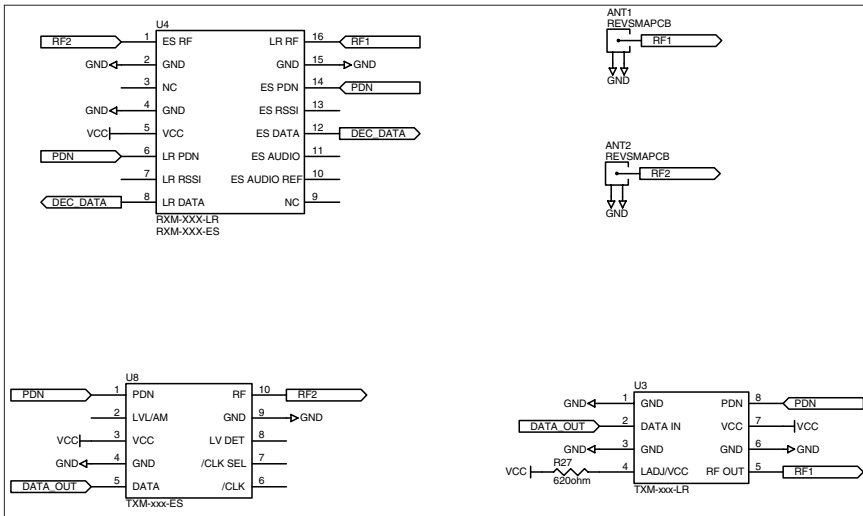 U4
RF2 1 ES RF LR RF 16 RF1
GND 2 GND GND 15 GND
3 NC ES PDN 14 PDN
GND 4 GND ES RSSI 13
VCC 5 VCC ES DATA 12 DEC_DATA
PDN 6 LR PDN ES AUDIO 11
7 LR RSSI ES AUDIO REF 10
DEC_DATA 8 LR DATA NC 9
RXM-XXX-LR
RXM-XXX-ES
ANT1
REVSMAPCB
RF1
GND
ANT2
REVSMAPCB
RF2
GND
U8
PDN 1 PDN RF 10 RF2
2 LVL/AM GND 9 GND
VCC 3 VCC LV DET 8
GND 4 GND /CLK SEL 7
DATA_OUT 5 DATA /CLK 6
TXM-xxx-ES
U3
GND 1 GND PDN 8 PDN
DATA_OUT 2 DATA IN VCC 7 VCC
GND 3 GND GND 6 GND
VCC R27 4 LADJ/VCC RF OUT 5 RF1
620ohm
TXM-xxx-LR